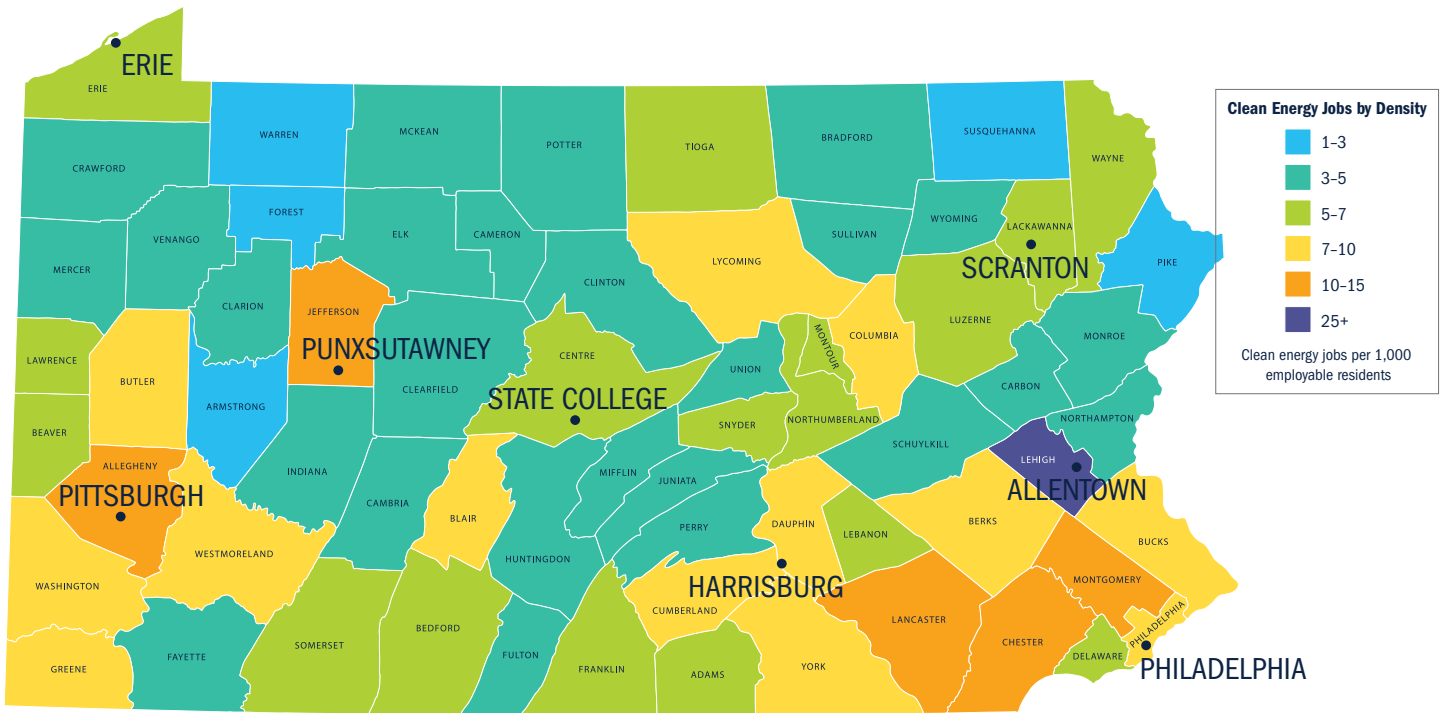 ERIE
ERIE
WARREN
MCKEAN
POTTER
TIOGA
BRADFORD
SUSQUEHANNA
WAYNE
CRAWFORD
FOREST
VENANGO
ELK
CAMERON
SULLIVAN
WYOMING
LACKAWANNA
SCRANTON
PIKE
MERCER
LYCOMING
CLINTON
CLARION
JEFFERSON
PUNXSUTAWNEY
LUZERNE
COLUMBIA
MONTOUR
MONROE
LAWRENCE
BUTLER
CENTRE
STATE COLLEGE
UNION
CARBON
CLEARFIELD
ARMSTRONG
BEAVER
SNYDER
NORTHUMBERLAND
NORTHAMPTON
SCHUYLKILL
LEHIGH
ALLENTOWN
ALLEGHENY
PITTSBURGH
INDIANA
MIFFLIN
JUNIATA
CAMBRIA
BLAIR
PERRY
DAUPHIN
BERKS
LEBANON
BUCKS
WESTMORELAND
HUNTINGDON
HARRISBURG
WASHINGTON
CUMBERLAND
MONTGOMERY
LANCASTER
PHILADELPHIA
PHILADELPHIA
BEDFORD
SOMERSET
CHESTER
FAYETTE
FULTON
DELAWARE
GREENE
FRANKLIN
ADAMS
YORK
Clean Energy Jobs by Density
1–3
3–5
5–7
7–10
10–15
25+
Clean energy jobs per 1,000
employable residents